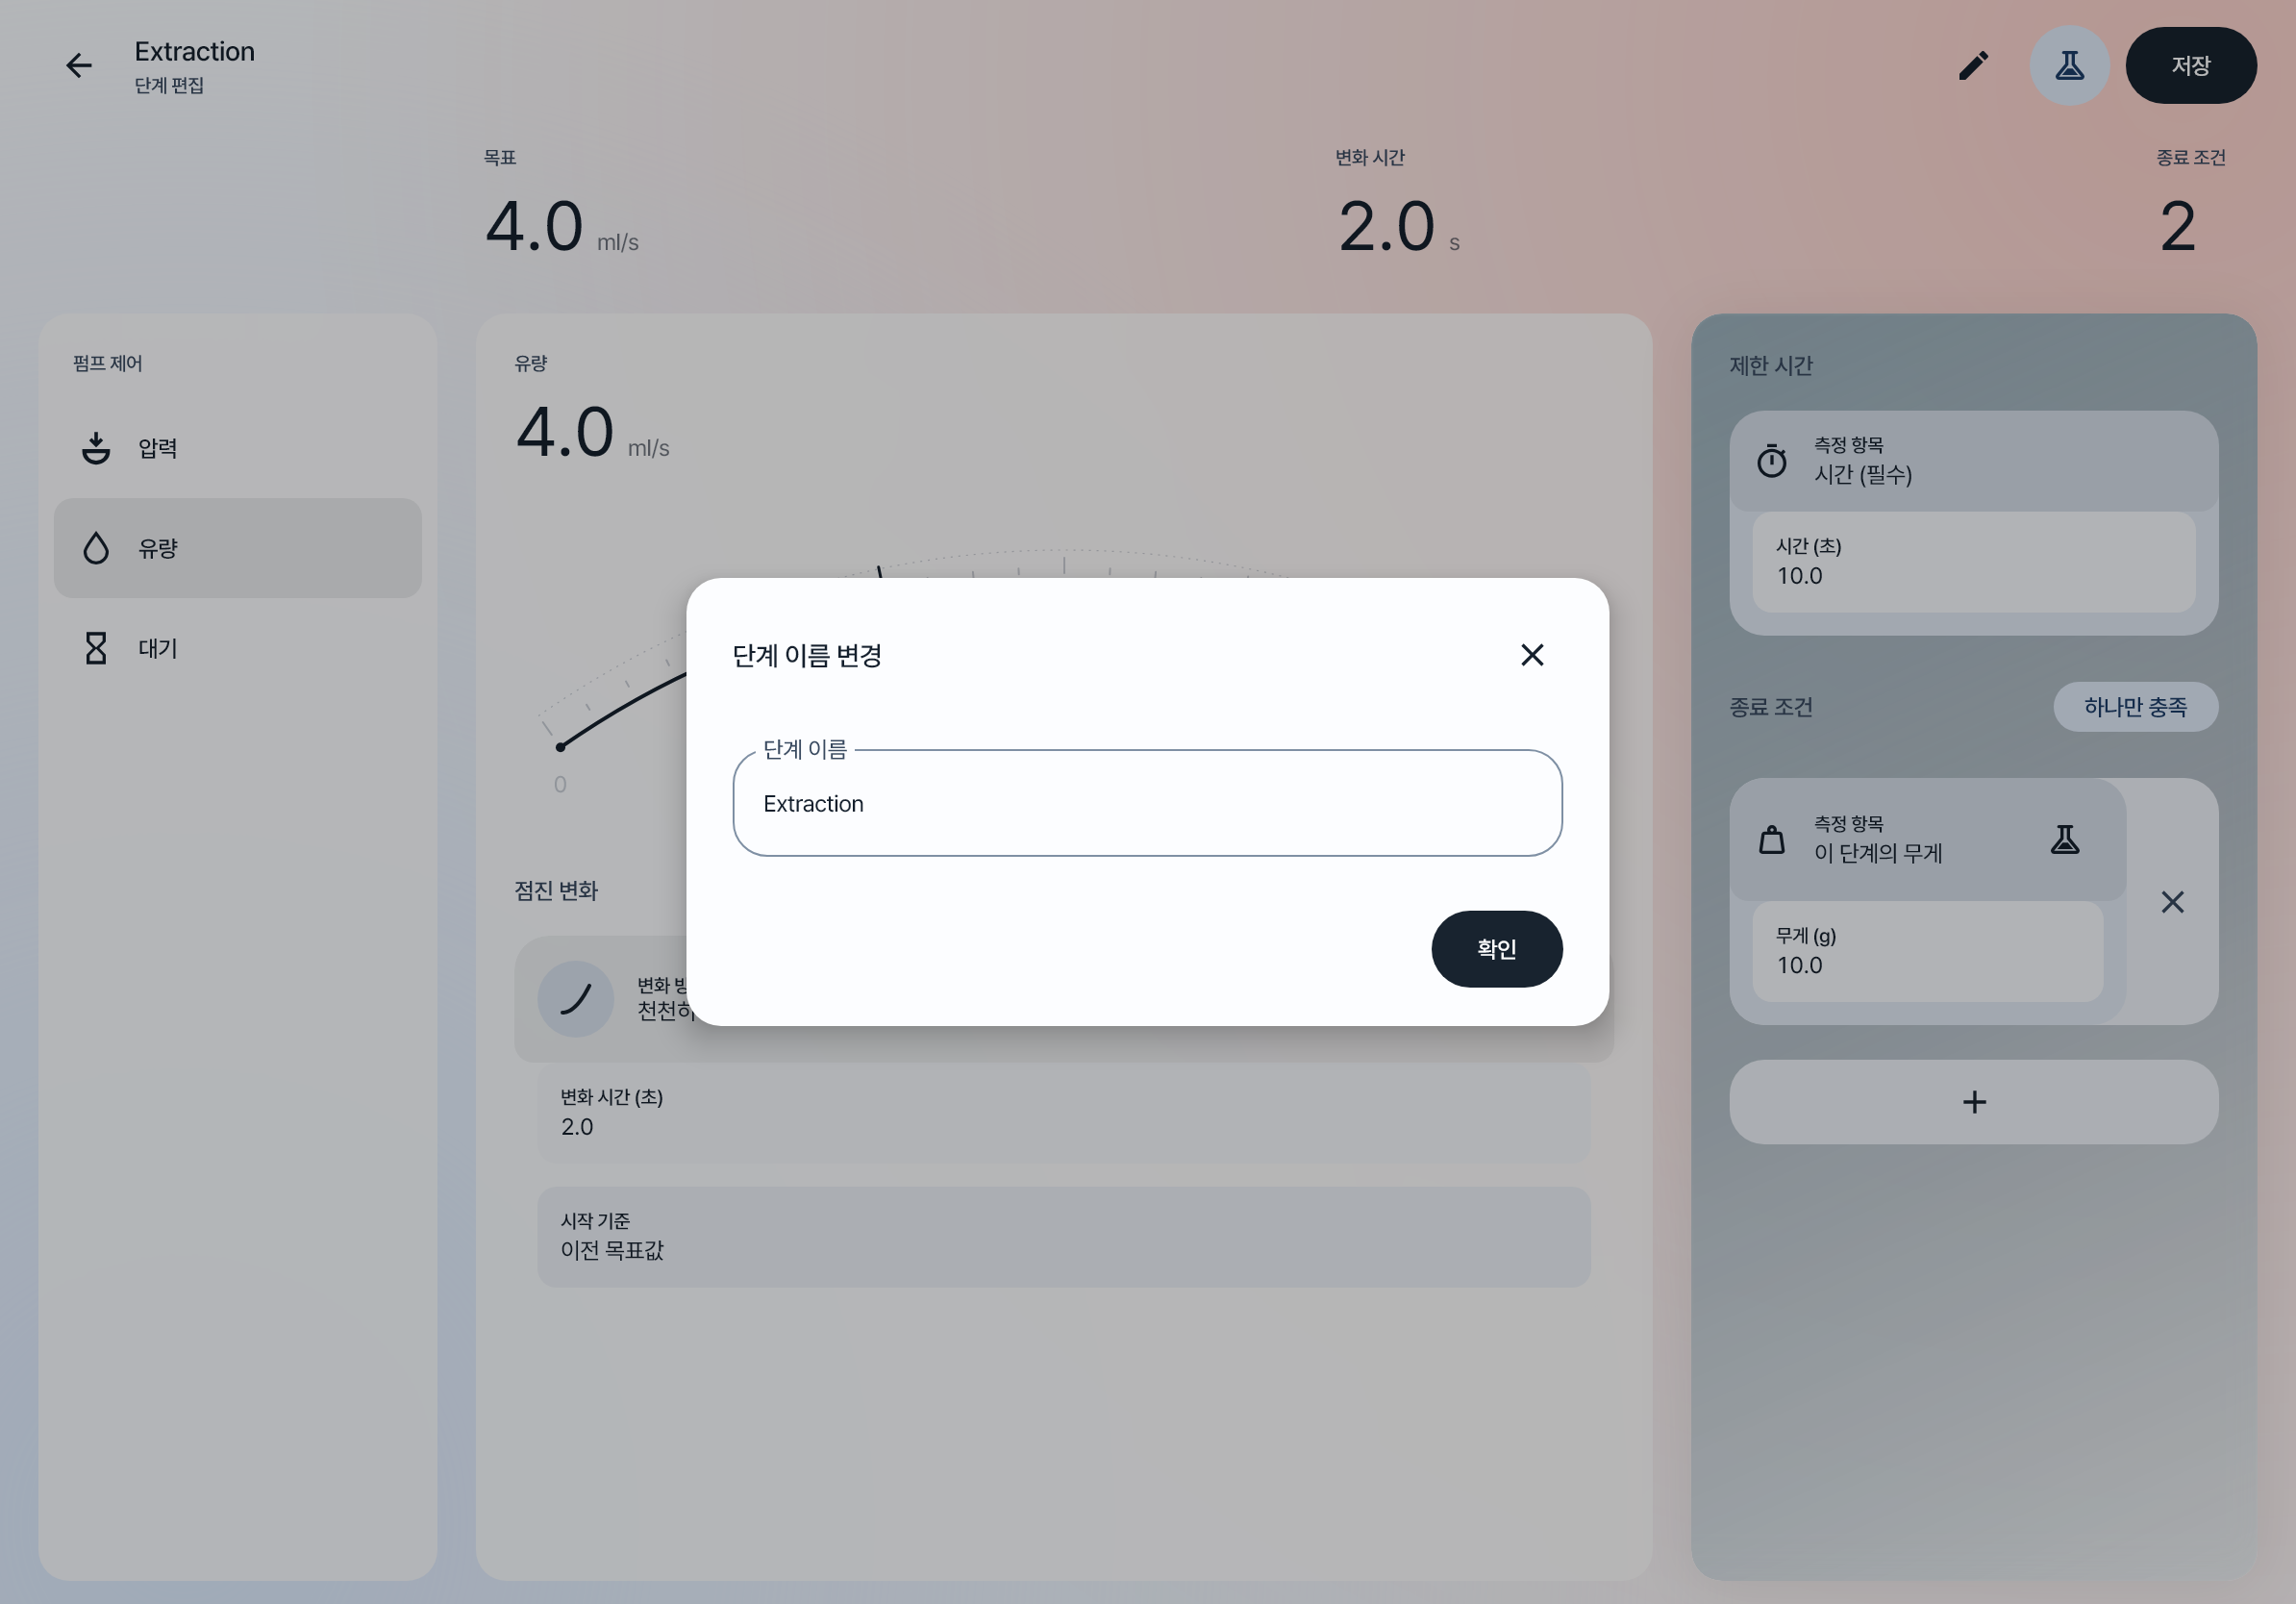 Extraction
단계 편집
저장
목표
4.0 ml/s
변화 시간
2.0 s
종료 조건
2
펌프 제어
압력
유량
대기
유량
4.0 ml/s
0
점진 변화
변화
변화 시간 (초)
2.0
시작 기준
이전 목표값
단계 이름 변경
단계 이름
Extraction
확인
제한 시간
측정 항목
시간 (필수)
시간 (초)
10.0
종료 조건
하나만 충족
측정 항목
이 단계의 무게
무게 (g)
10.0